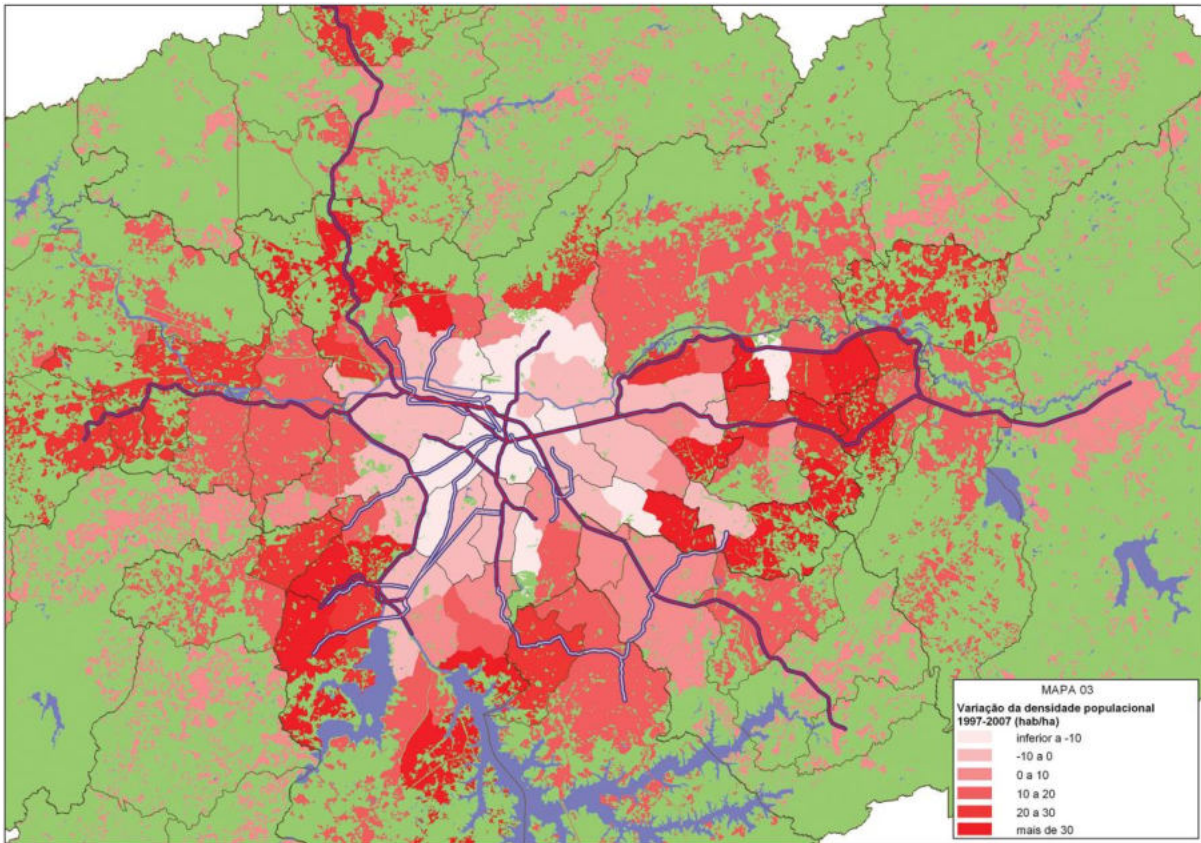 MAPA 03
Variação da densidade populacional
1997-2007 (hab/ha)
inferior a -10
-10 a 0
0 a 10
10 a 20
20 a 30
mais de 30